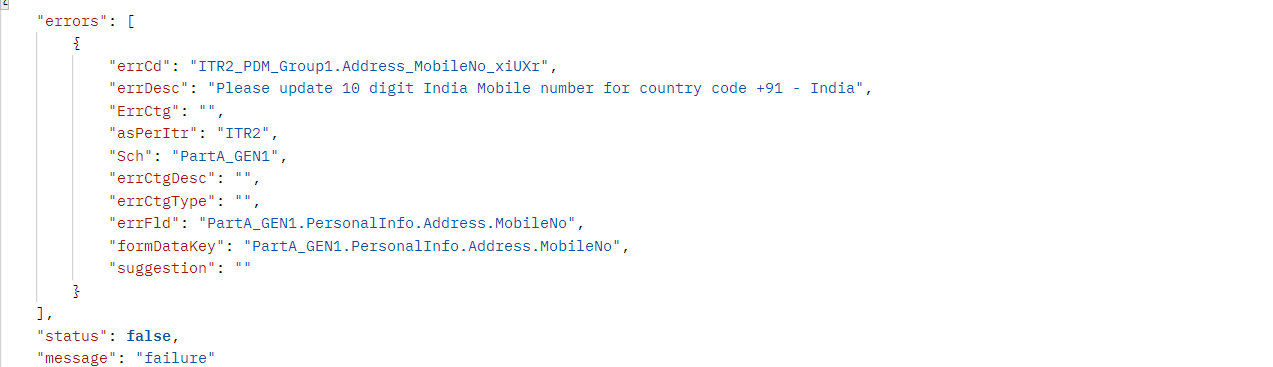 "errors": [
{
"errCd": "ITR2_PDM_Group1.Address_MobileNo_xiUXr",
"errDesc": "Please update 10 digit India Mobile number for country code +91 - India",
"ErrCtg": "",
"asPerItr": "ITR2",
"Sch": "PartA_GEN1",
"errCtgDesc": "",
"errCtgType": "",
"errFld": "PartA_GEN1.PersonalInfo.Address.MobileNo",
"formDataKey": "PartA_GEN1.PersonalInfo.Address.MobileNo",
"suggestion": ""
}
],
"status": false,
"message": "failure"